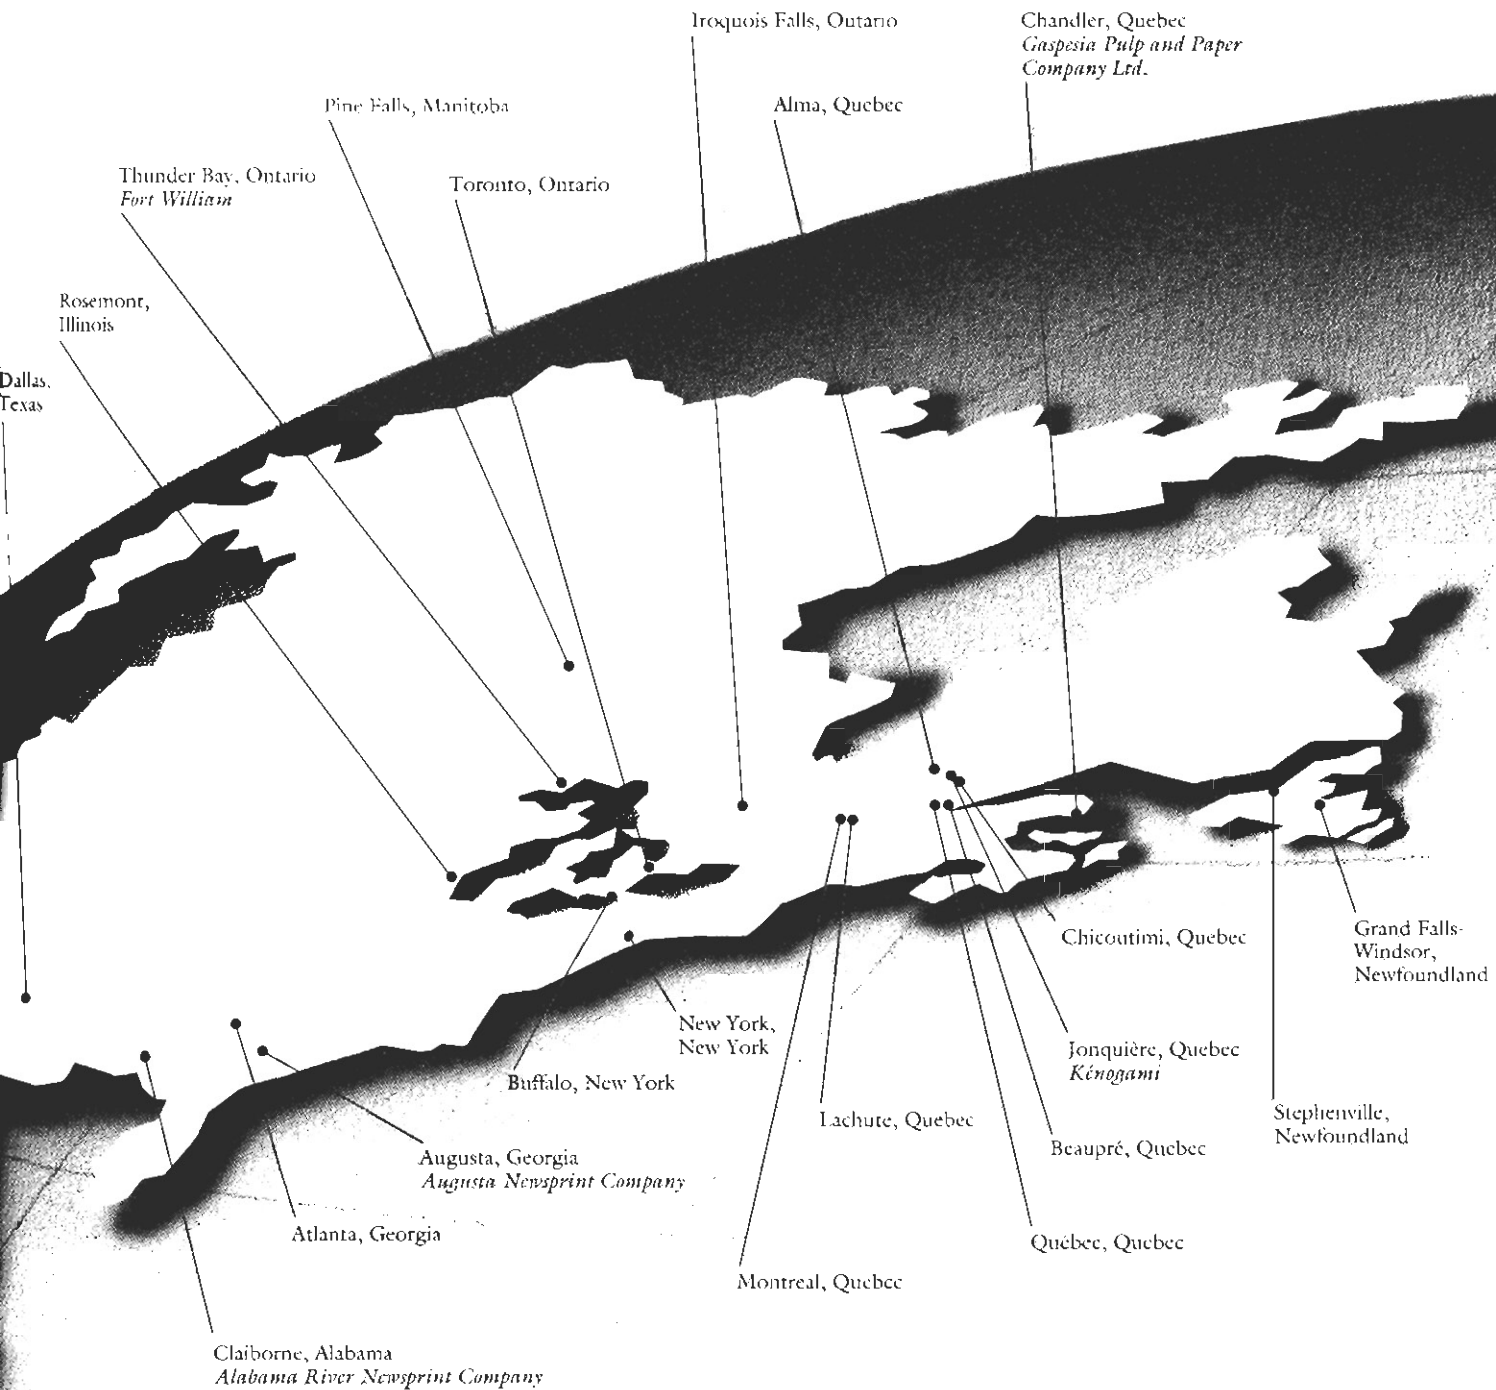 Iroquois Falls, Ontario
Chandler, Quebec
Gaspesia Pulp and Paper
Company Ltd.
Pine Falls, Manitoba
Alma, Quebec
Thunder Bay, Ontario
Fort William
Toronto, Ontario
Rosemont,
Illinois
Dallas,
Texas
Chicoutimi, Quebec
Grand Falls-
Windsor,
Newfoundland
New York,
New York
Jonquière, Quebec
Kénogami
Buffalo, New York
Lachute, Quebec
Stephenville,
Newfoundland
Beaupré, Quebec
Augusta, Georgia
Augusta Newsprint Company
Atlanta, Georgia
Québec, Quebec
Montreal, Quebec
Claiborne, Alabama
Alabama River Newsprint Company